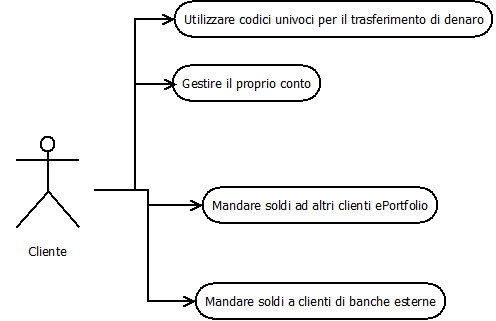 Utilizzare codici univoci per il trasferimento di denaro
Gestire il proprio conto
Cliente
Mandare soldi ad altri clienti ePortfolio
Mandare soldi a clienti di banche esterne